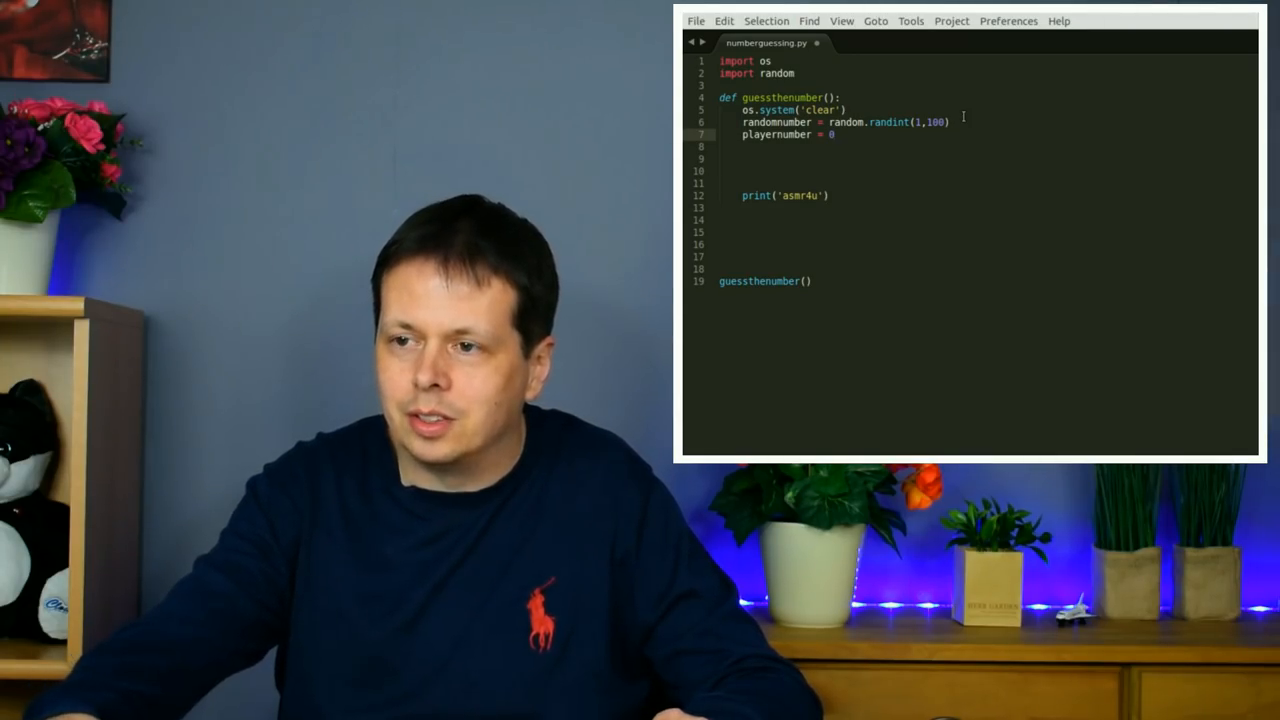 File Edit Selection Find View Goto Tools Project Preferences Help
numberguessing.py
1 import os
2 import random
3
4 def guessthenumber():
5 os.system('clear')
6 randomnumber = random.randint(1,100)
7 playernumber = 0
8
9
10
11
12 print('asmr4u')
13
14
15
16
17
18
19 guessthenumber()
HERB GARDEN